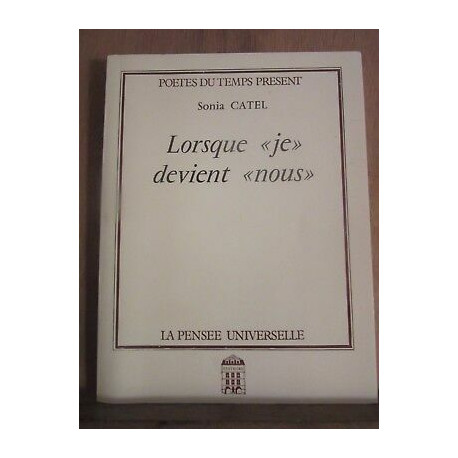 POETES DU TEMPS PRESENT
Sonia CATEL
Lorsque «je»
devient «nous»
LA PENSEE UNIVERSELLE